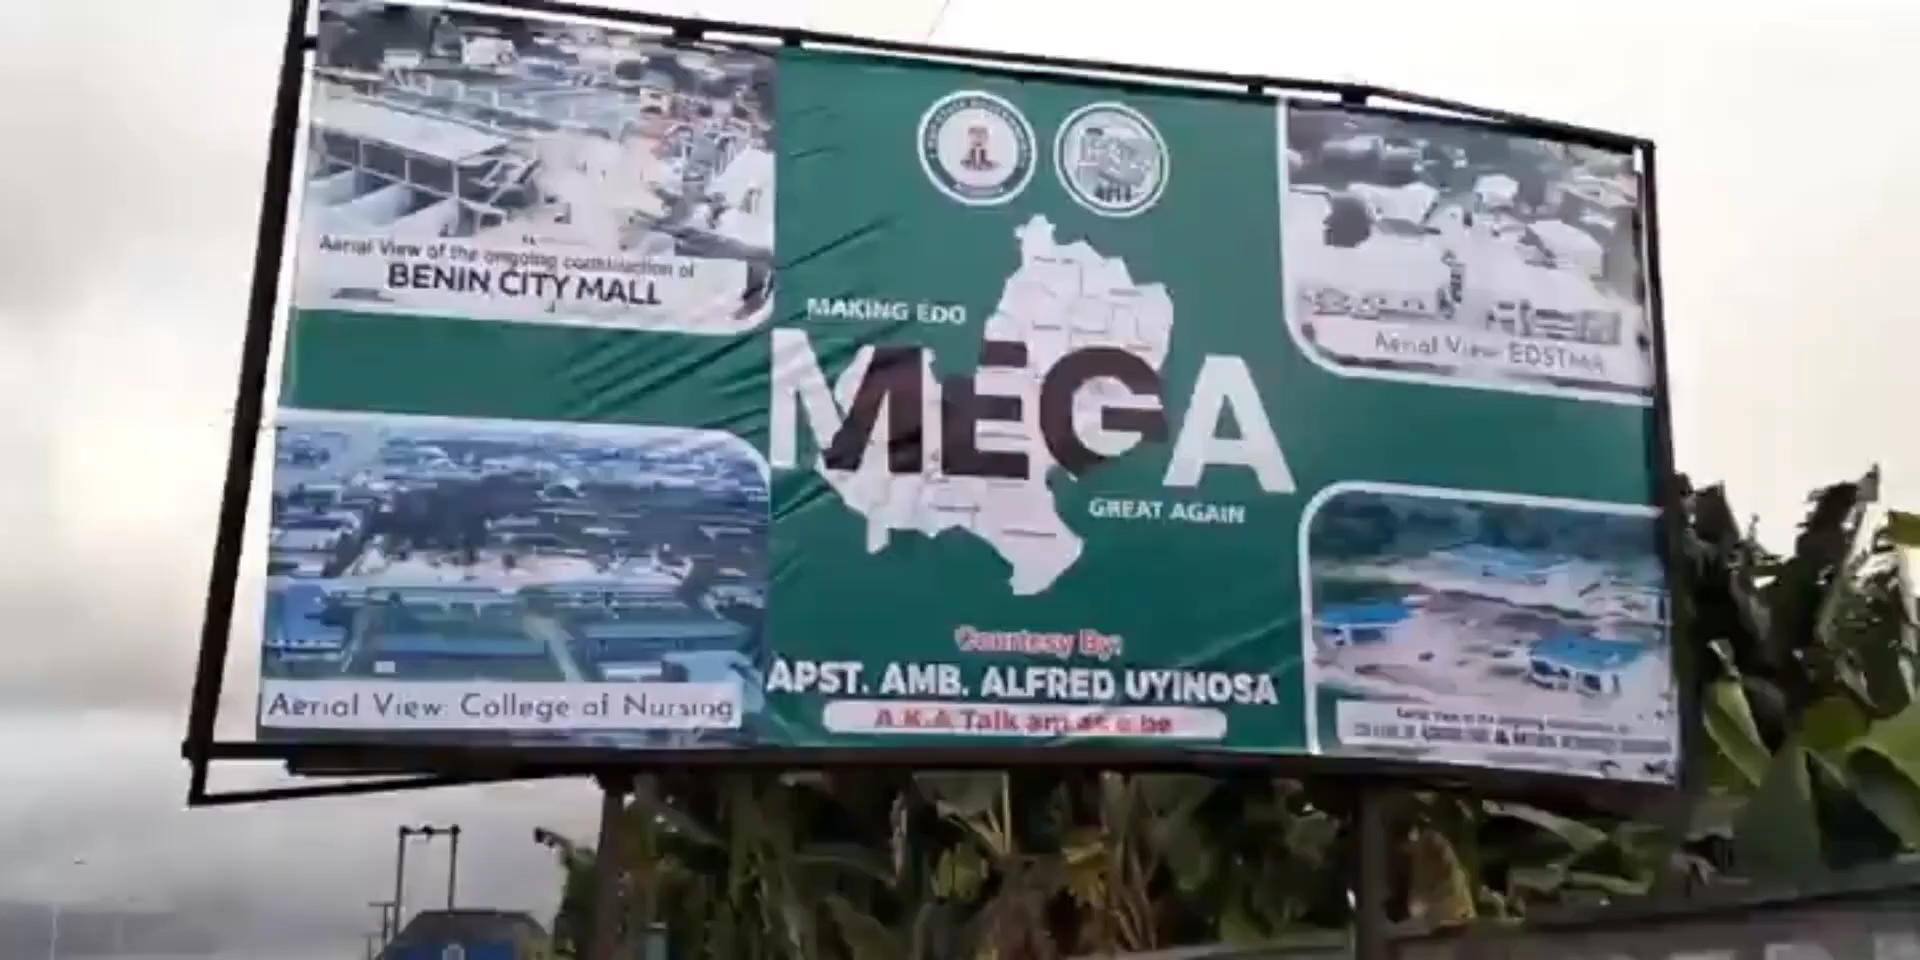 Aerial View of the ongoing construction of
BENIN CITY MALL
MAKING EDO
MEGA
GREAT AGAIN
Aerial View: EDSTMA
Aerial View: College of Nursing
Courtesy By:
APST. AMB. ALFRED UYINOSA
A.K.A Talk am as e be